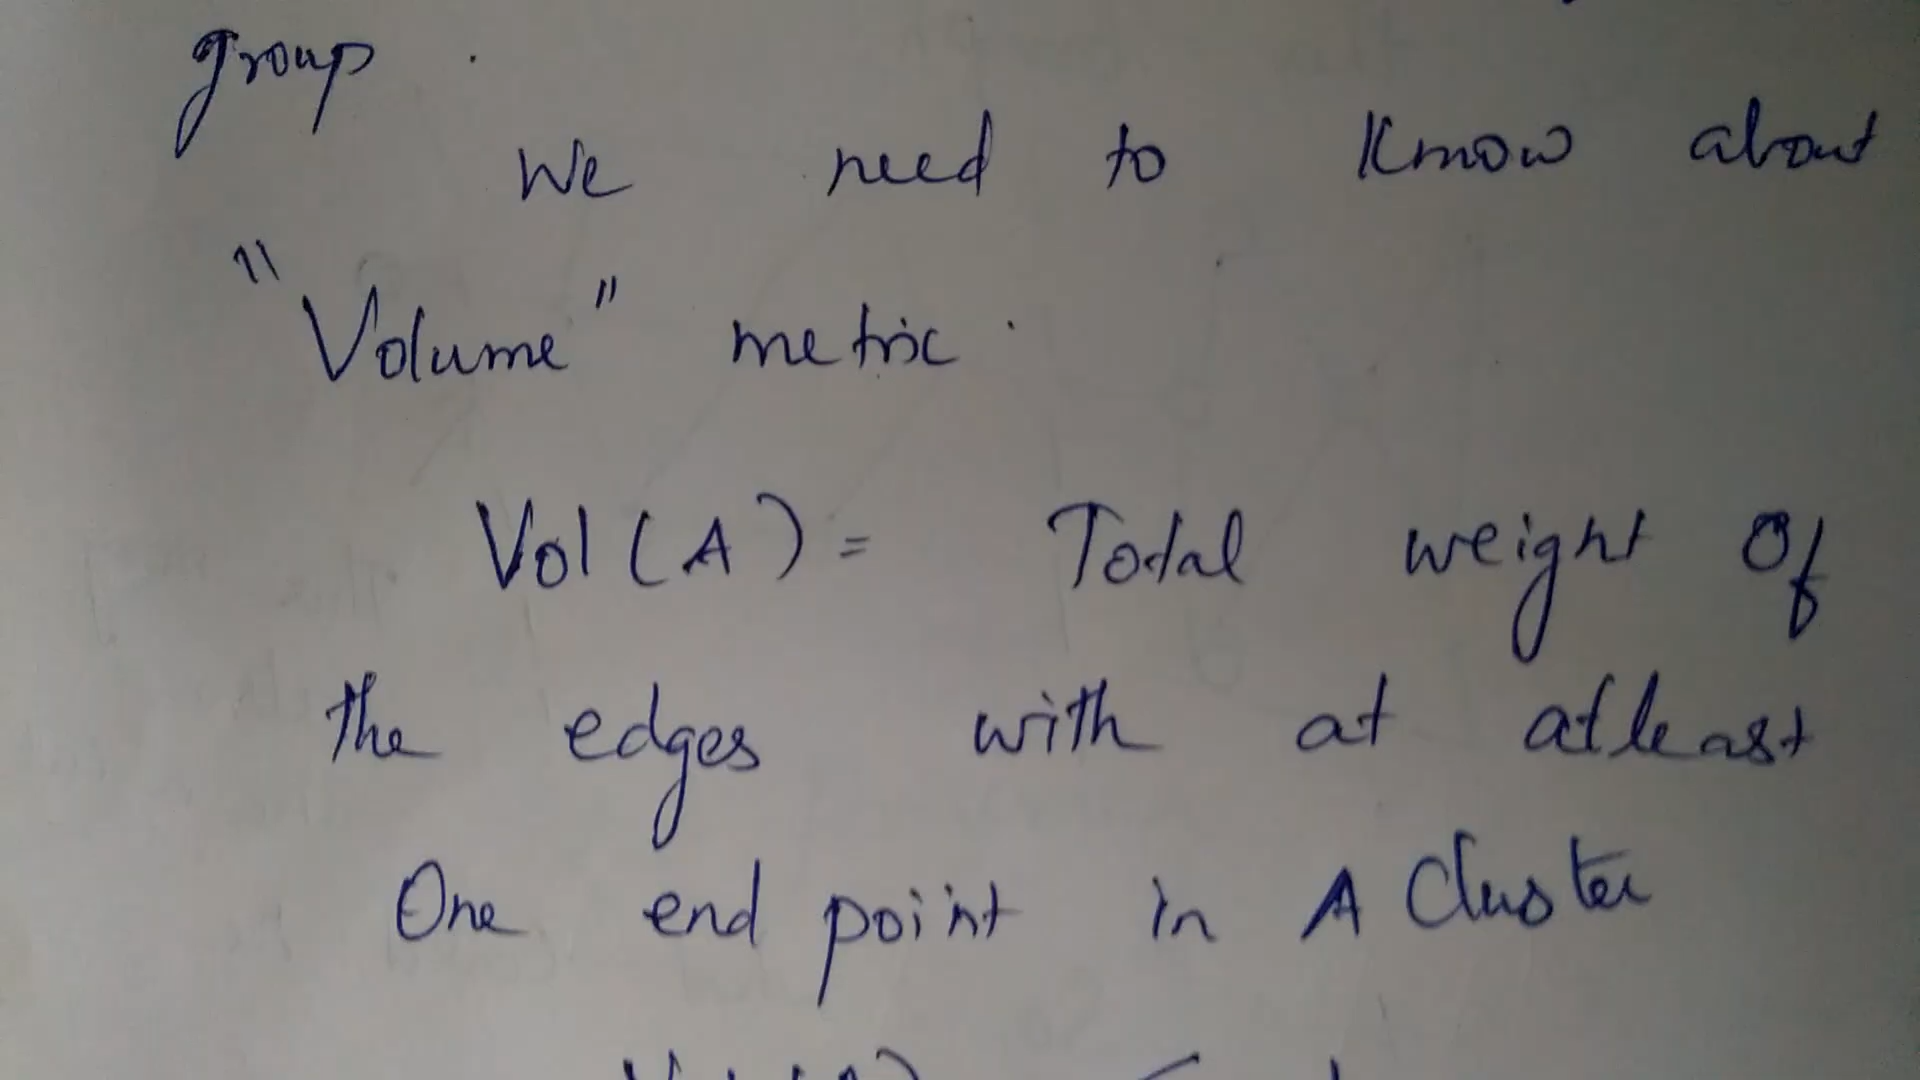 group.
We need to Know about
"Volume" metric.
Vol(A) = Total weight Of
the edges with at atleast
One end point in A Cluster